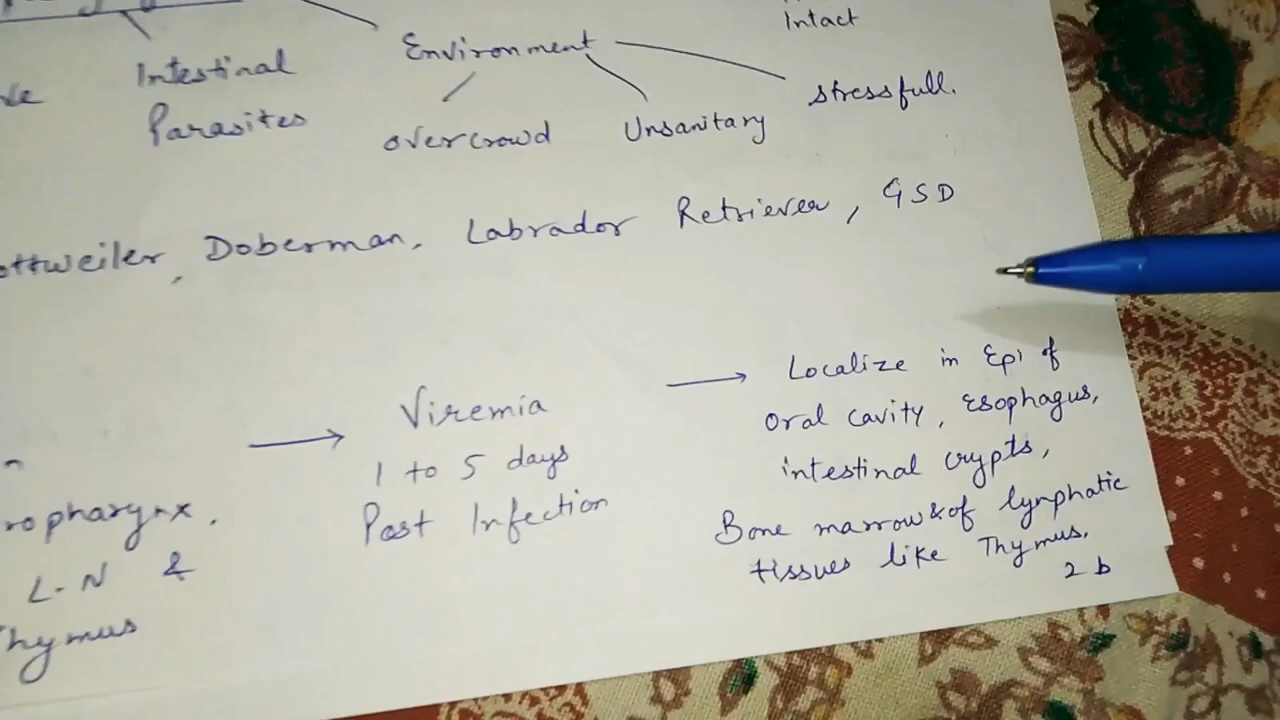 Intact
Environment
Intestinal
Parasites
stressfull.
overcrowd
Unsanitary
Doberman, Labrador Retriever, GSD
Viremia
1 to 5 days
Post Infection
Localize in Epi of
oral cavity, Esophagus,
intestinal crypts,
Bone marrow & of lymphatic
tissues like Thymus.
2 b
L.N &